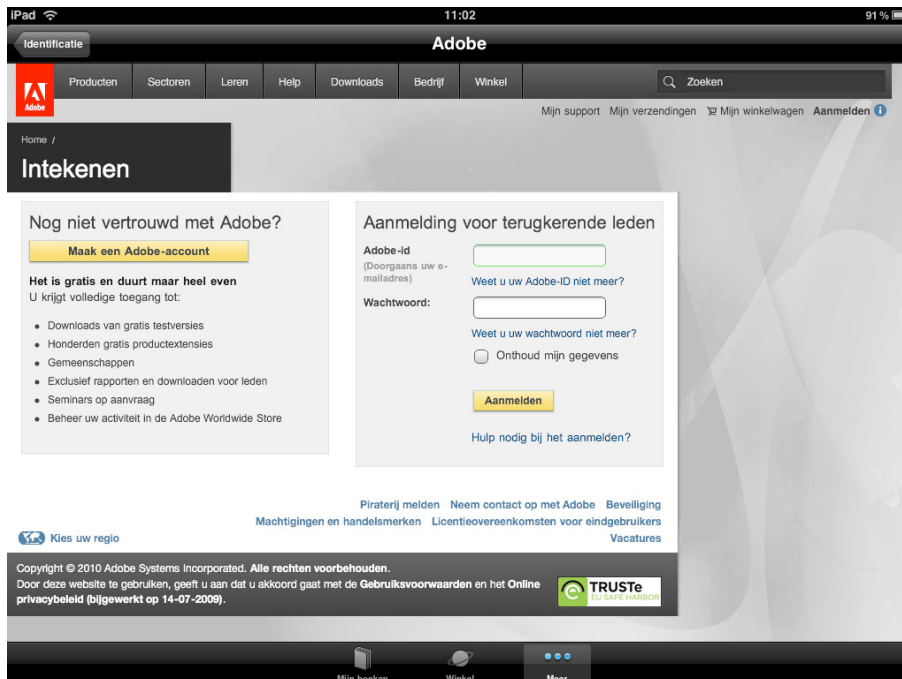 iPad
11:02
91 %
Identificatie
Adobe
Adobe
Producten Sectoren Leren Help Downloads Bedrijf Winkel
Zoeken
Mijn support Mijn verzendingen Mijn winkelwagen Aanmelden
Home /
Intekenen
Nog niet vertrouwd met Adobe?
Maak een Adobe-account
Het is gratis en duurt maar heel even
U krijgt volledige toegang tot:
Downloads van gratis testversies
Honderden gratis productextensies
Gemeenschappen
Exclusief rapporten en downloaden voor leden
Seminars op aanvraag
Beheer uw activiteit in de Adobe Worldwide Store
Aanmelding voor terugkerende leden
Adobe-id
(Doorgaans uw e-
mailadres)
Weet u uw Adobe-ID niet meer?
Wachtwoord:
Weet u uw wachtwoord niet meer?
Onthoud mijn gegevens
Aanmelden
Hulp nodig bij het aanmelden?
Piraterij melden Neem contact op met Adobe Beveiliging
Machtigingen en handelsmerken Licentieovereenkomsten voor eindgebruikers
Kies uw regio
Vacatures
Copyright © 2010 Adobe Systems Incorporated. Alle rechten voorbehouden.
Door deze website te gebruiken, geeft u aan dat u akkoord gaat met de Gebruiksvoorwaarden en het Online
privacybeleid (bijgewerkt op 14-07-2009).
TRUSTe
EU SAFE HARBOR
Mijn boeken Winkel Meer